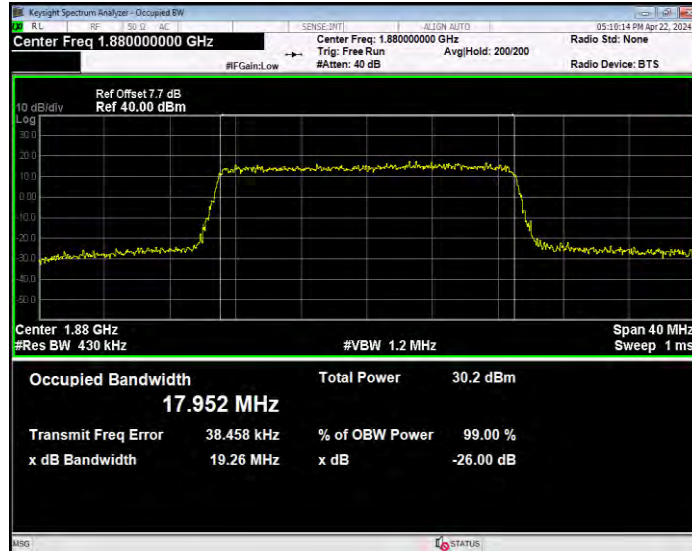 Keysight Spectrum Analyzer - Occupied BW
RL RF 50 Ω AC SENSE:INT ALIGN AUTO 05:10:14 PM Apr 22, 2024
Center Freq 1.880000000 GHz Center Freq: 1.880000000 GHz Radio Std: None
Trig: Free Run Avg|Hold: 200/200
#IFGain:Low #Atten: 40 dB Radio Device: BTS
Ref Offset 7.7 dB
10 dB/div Ref 40.00 dBm
Log
30.0
20.0
10.0
0.00
-10.0
-20.0
-30.0
-40.0
-50.0
Center 1.88 GHz Span 40 MHz
#Res BW 430 kHz #VBW 1.2 MHz Sweep 1 ms
Occupied Bandwidth Total Power 30.2 dBm
17.952 MHz
Transmit Freq Error 38.458 kHz % of OBW Power 99.00 %
x dB Bandwidth 19.26 MHz x dB -26.00 dB
MSG STATUS